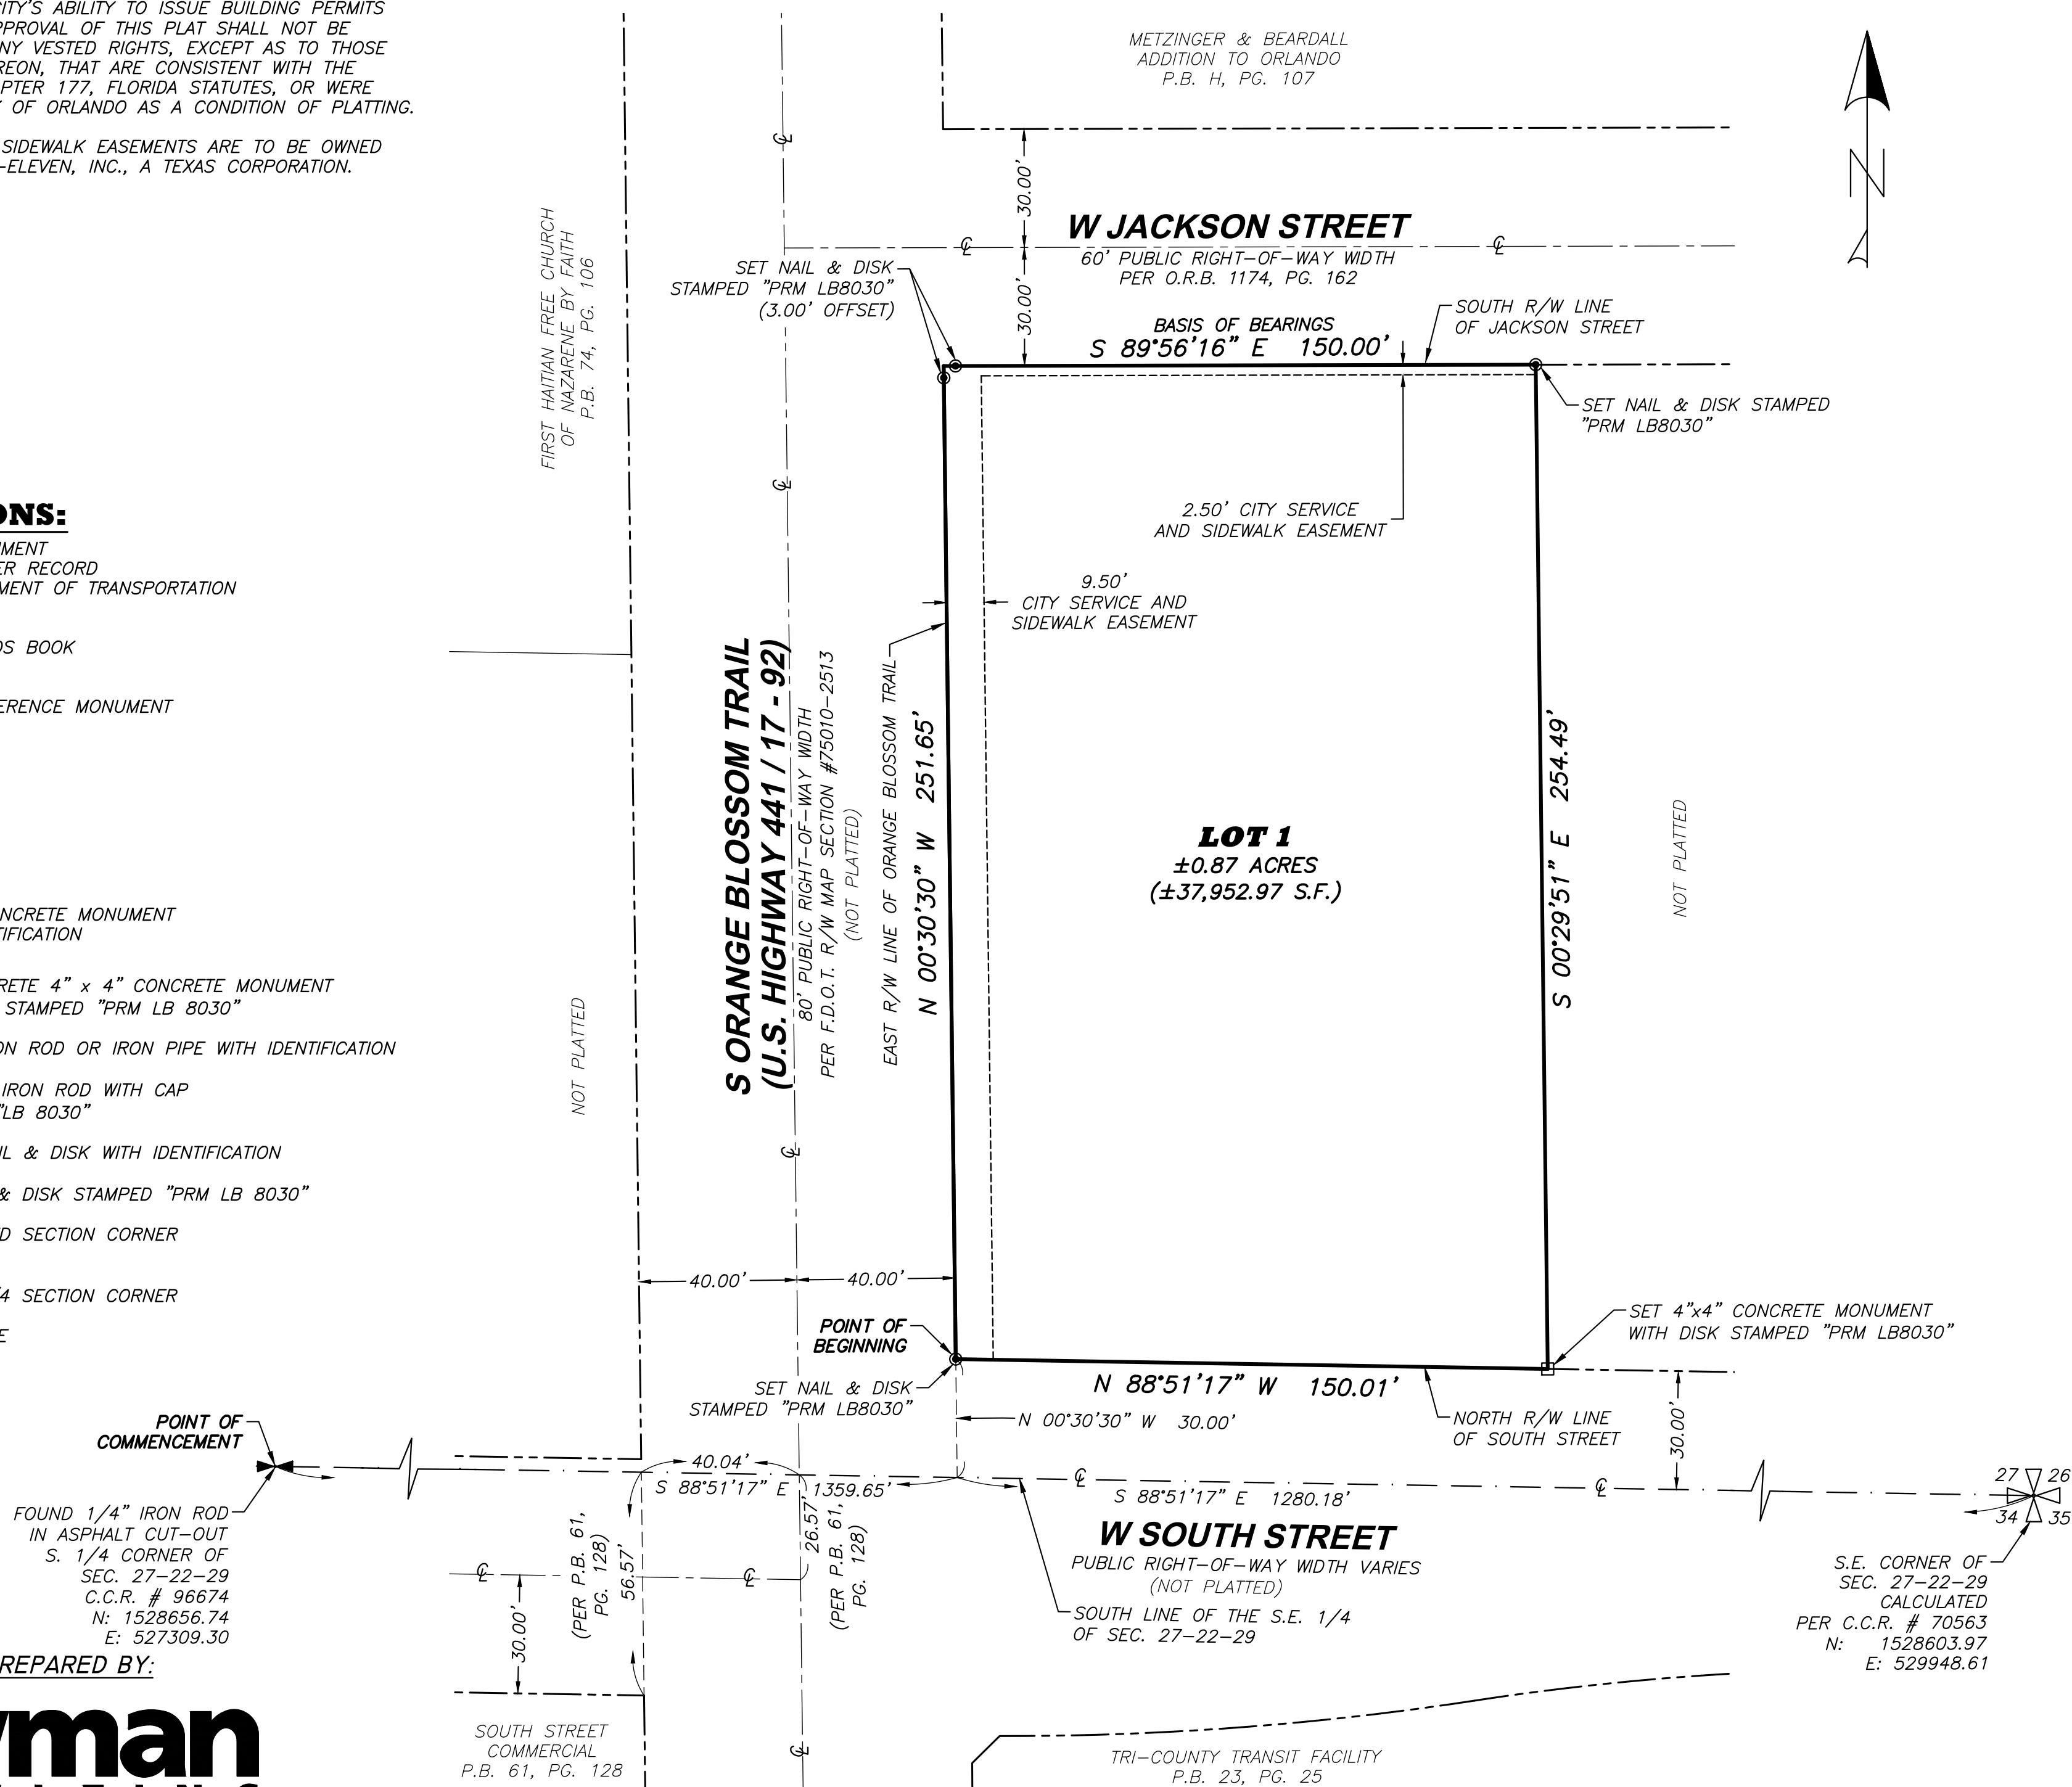 CITY'S ABILITY TO ISSUE BUILDING PERMITS
PPROVAL OF THIS PLAT SHALL NOT BE
NY VESTED RIGHTS, EXCEPT AS TO THOSE
REON, THAT ARE CONSISTENT WITH THE
PTER 177, FLORIDA STATUTES, OR WERE
OF ORLANDO AS A CONDITION OF PLATTING.
SIDEWALK EASEMENTS ARE TO BE OWNED
-ELEVEN, INC., A TEXAS CORPORATION.
ONS:
UMENT
ER RECORD
MENT OF TRANSPORTATION
DS BOOK
ERENCE MONUMENT
NCRETE MONUMENT
TIFICATION
RETE 4" x 4" CONCRETE MONUMENT
STAMPED "PRM LB 8030"
ON ROD OR IRON PIPE WITH IDENTIFICATION
IRON ROD WITH CAP
"LB 8030"
IL & DISK WITH IDENTIFICATION
& DISK STAMPED "PRM LB 8030"
D SECTION CORNER
/4 SECTION CORNER
E
METZINGER & BEARDALL
ADDITION TO ORLANDO
P.B. H, PG. 107
N
30.00'
W JACKSON STREET
60' PUBLIC RIGHT-OF-WAY WIDTH
PER O.R.B. 1174, PG. 162
30.00'
FIRST HAITIAN FREE CHURCH
OF NAZARENE BY FAITH
P.B. 74, PG. 106
SET NAIL & DISK
STAMPED "PRM LB8030"
(3.00' OFFSET)
BASIS OF BEARINGS
S 89°56'16" E 150.00'
SOUTH R/W LINE
OF JACKSON STREET
SET NAIL & DISK STAMPED
"PRM LB8030"
2.50' CITY SERVICE
AND SIDEWALK EASEMENT
9.50'
CITY SERVICE AND
SIDEWALK EASEMENT
S ORANGE BLOSSOM TRAIL
(U.S. HIGHWAY 441 / 17 - 92)
80' PUBLIC RIGHT-OF-WAY WIDTH
PER F.D.O.T. R/W MAP SECTION #75010-2513
(NOT PLATTED)
EAST R/W LINE OF ORANGE BLOSSOM TRAIL
N 00°30'30" W 251.65'
LOT 1
±0.87 ACRES
(±37,952.97 S.F.)
S 00°29'51" E 254.49'
NOT PLATTED
NOT PLATTED
40.00'
40.00'
POINT OF
BEGINNING
SET NAIL & DISK
STAMPED "PRM LB8030"
SET 4"x4" CONCRETE MONUMENT
WITH DISK STAMPED "PRM LB8030"
N 88°51'17" W 150.01'
N 00°30'30" W 30.00'
NORTH R/W LINE
OF SOUTH STREET
30.00'
POINT OF
COMMENCEMENT
40.04'
S 88°51'17" E 1359.65'
S 88°51'17" E 1280.18'
W SOUTH STREET
PUBLIC RIGHT-OF-WAY WIDTH VARIES
(NOT PLATTED)
SOUTH LINE OF THE S.E. 1/4
OF SEC. 27-22-29
FOUND 1/4" IRON ROD
IN ASPHALT CUT-OUT
S. 1/4 CORNER OF
SEC. 27-22-29
C.C.R. # 96674
N: 1528656.74
E: 527309.30
(PER P.B. 61,
PG. 128)
56.57'
26.57'
(PER P.B. 61,
PG. 128)
30.00'
27 26
34 35
S.E. CORNER OF
SEC. 27-22-29
CALCULATED
PER C.C.R. # 70563
N: 1528603.97
E: 529948.61
REPARED BY:
wman
SOUTH STREET
COMMERCIAL
P.B. 61, PG. 128
TRI-COUNTY TRANSIT FACILITY
P.B. 23, PG. 25